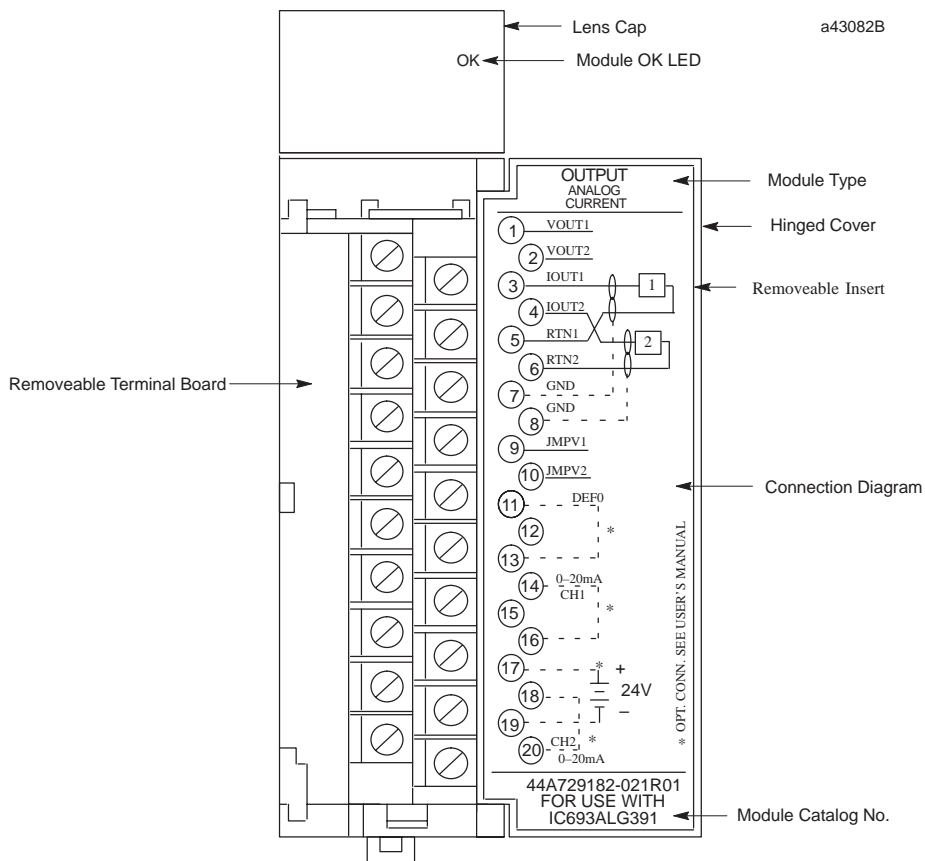 Lens Cap
a43082B
OK
Module OK LED
OUTPUT
ANALOG
CURRENT
Module Type
Hinged Cover
1 VOUT1
2 VOUT2
3 IOUT1
1
Removeable Insert
4 IOUT2
5 RTN1
2
6 RTN2
Removeable Terminal Board
7 GND
8 GND
9 JMPV1
10 JMPV2
Connection Diagram
11 DEF0
12 *
13
14 0–20mA
CH1
15 *
16
17 * +
18 24V
19 –
20 CH2 *
0–20mA
* OPT. CONN. SEE USER'S MANUAL
44A729182-021R01
FOR USE WITH
IC693ALG391
Module Catalog No.